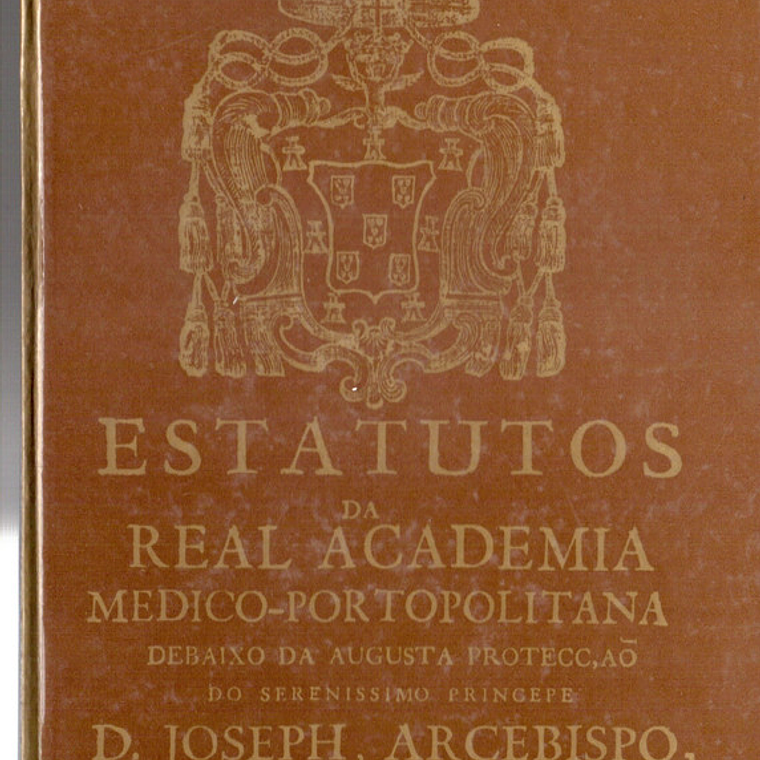 ESTATUTOS
DA
REAL ACADEMIA
MEDICO-PORTOPOLITANA
DEBAIXO DA AUGUSTA PROTECC,AÕ
DO SERENISSIMO PRINCEPE
D. JOSEPH, ARCEBISPO,